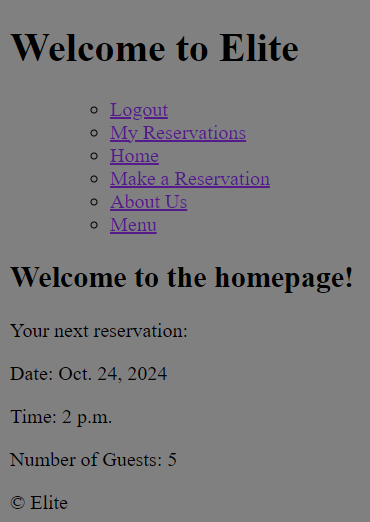 Welcome to Elite
Logout
My Reservations
Home
Make a Reservation
About Us
Menu
Welcome to the homepage!
Your next reservation:
Date: Oct. 24, 2024
Time: 2 p.m.
Number of Guests: 5
© Elite